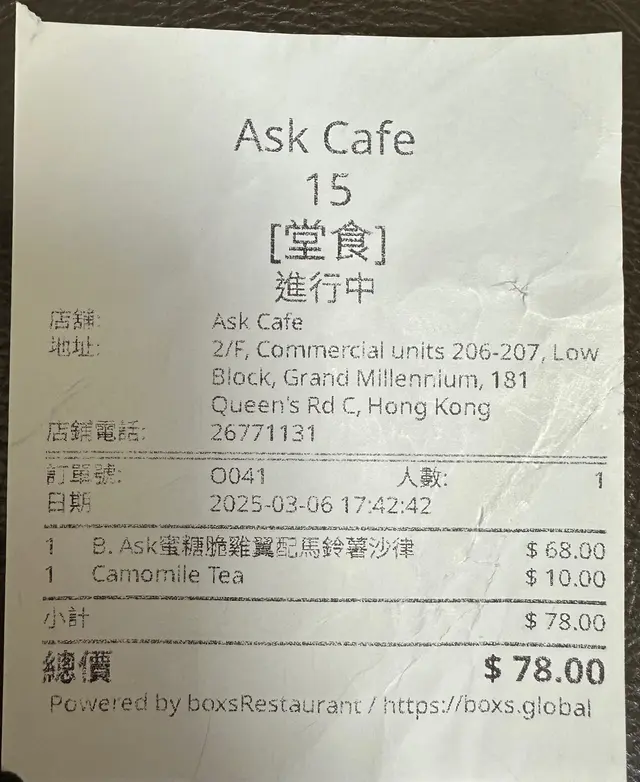 Ask Cafe
15
[堂食]
進行中
店舖: Ask Cafe
地址: 2/F, Commercial units 206-207, Low
Block, Grand Millennium, 181
Queen's Rd C, Hong Kong
店鋪電話: 26771131
訂單號: O041 人數: 1
日期 2025-03-06 17:42:42
1 B. Ask蜜糖脆雞翼配馬鈴薯沙律 $ 68.00
1 Camomile Tea $ 10.00
小計 $ 78.00
總價 $ 78.00
Powered by boxsRestaurant / https://boxs.global